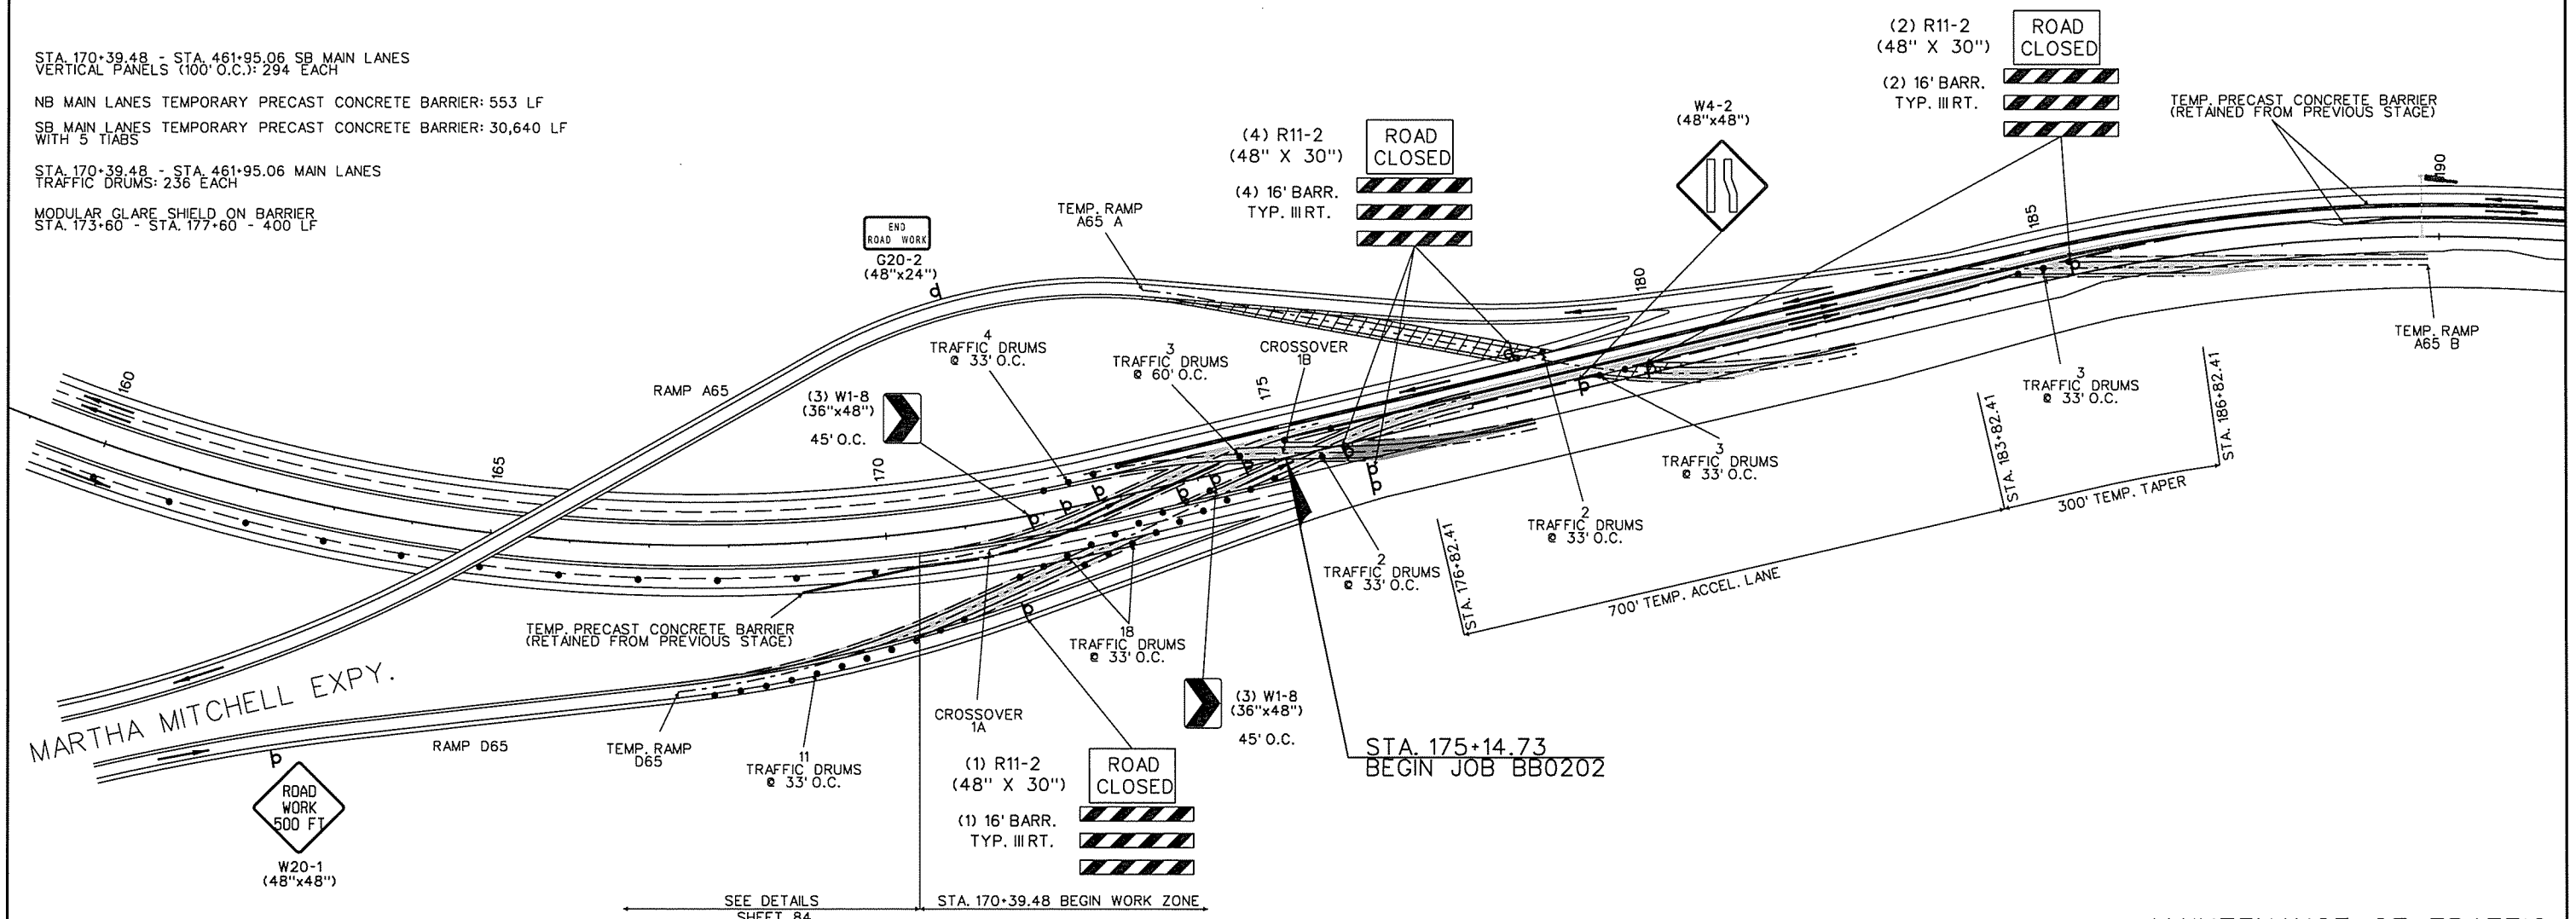 STA. 170+39.48 - STA. 461+95.06 SB MAIN LANES
VERTICAL PANELS (100' O.C.): 294 EACH
NB MAIN LANES TEMPORARY PRECAST CONCRETE BARRIER: 553 LF
SB MAIN LANES TEMPORARY PRECAST CONCRETE BARRIER: 30,640 LF
WITH 5 TIABS
STA. 170+39.48 - STA. 461+95.06 MAIN LANES
TRAFFIC DRUMS: 236 EACH
MODULAR GLARE SHIELD ON BARRIER
STA. 173+60 - STA. 177+60 - 400 LF
(2) R11-2
(48" X 30")
ROAD
CLOSED
(2) 16' BARR.
TYP. III RT.
TEMP. PRECAST CONCRETE BARRIER
(RETAINED FROM PREVIOUS STAGE)
W4-2
(48"x48")
(4) R11-2
(48" X 30")
ROAD
CLOSED
(4) 16' BARR.
TYP. III RT.
TEMP. RAMP
A65 A
END
ROAD WORK
G20-2
(48"x24")
190
185
180
175
170
165
160
4
TRAFFIC DRUMS
@ 33' O.C.
3
TRAFFIC DRUMS
@ 60' O.C.
CROSSOVER
1B
TEMP. RAMP
A65 B
RAMP A65
(3) W1-8
(36"x48")
45' O.C.
3
TRAFFIC DRUMS
@ 33' O.C.
3
TRAFFIC DRUMS
@ 33' O.C.
2
TRAFFIC DRUMS
@ 33' O.C.
2
TRAFFIC DRUMS
@ 33' O.C.
STA. 176+82.41
STA. 183+82.41
STA. 186+82.41
700' TEMP. ACCEL. LANE
300' TEMP. TAPER
TEMP. PRECAST CONCRETE BARRIER
(RETAINED FROM PREVIOUS STAGE)
18
TRAFFIC DRUMS
@ 33' O.C.
MARTHA MITCHELL EXPY.
CROSSOVER
1A
(3) W1-8
(36"x48")
45' O.C.
RAMP D65
TEMP. RAMP
D65
11
TRAFFIC DRUMS
@ 33' O.C.
STA. 175+14.73
BEGIN JOB BB0202
(1) R11-2
(48" X 30")
ROAD
CLOSED
(1) 16' BARR.
TYP. III RT.
ROAD
WORK
500 FT
W20-1
(48"x48")
SEE DETAILS
SHEET 84
STA. 170+39.48 BEGIN WORK ZONE